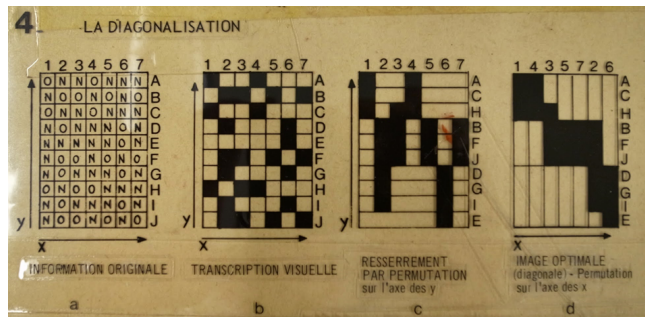 4_ LA DIAGONALISATION
1 2 3 4 5 6 7
O N N O N N N A
N O O N O N O B
O N O O N N N C
N O N N N O N D
N N N N N O N E
N O O N O N O F
N O N N N O N G
O N O O N N N H
N O N N N O N I
N O O N O N O J
y
x
INFORMATION ORIGINALE
a
1 2 3 4 5 6 7
A
B
C
D
E
F
G
H
I
J
y
x
TRANSCRIPTION VISUELLE
b
1 2 3 4 5 6 7
A
C
H
B
F
J
D
G
I
E
y
RESSERREMENT
PAR PERMUTATION
sur l'axe des y
c
1 4 3 5 7 2 6
A
C
H
B
F
J
D
G
I
E
x
IMAGE OPTIMALE
(diagonale) - Permutation
sur l'axe des x
d